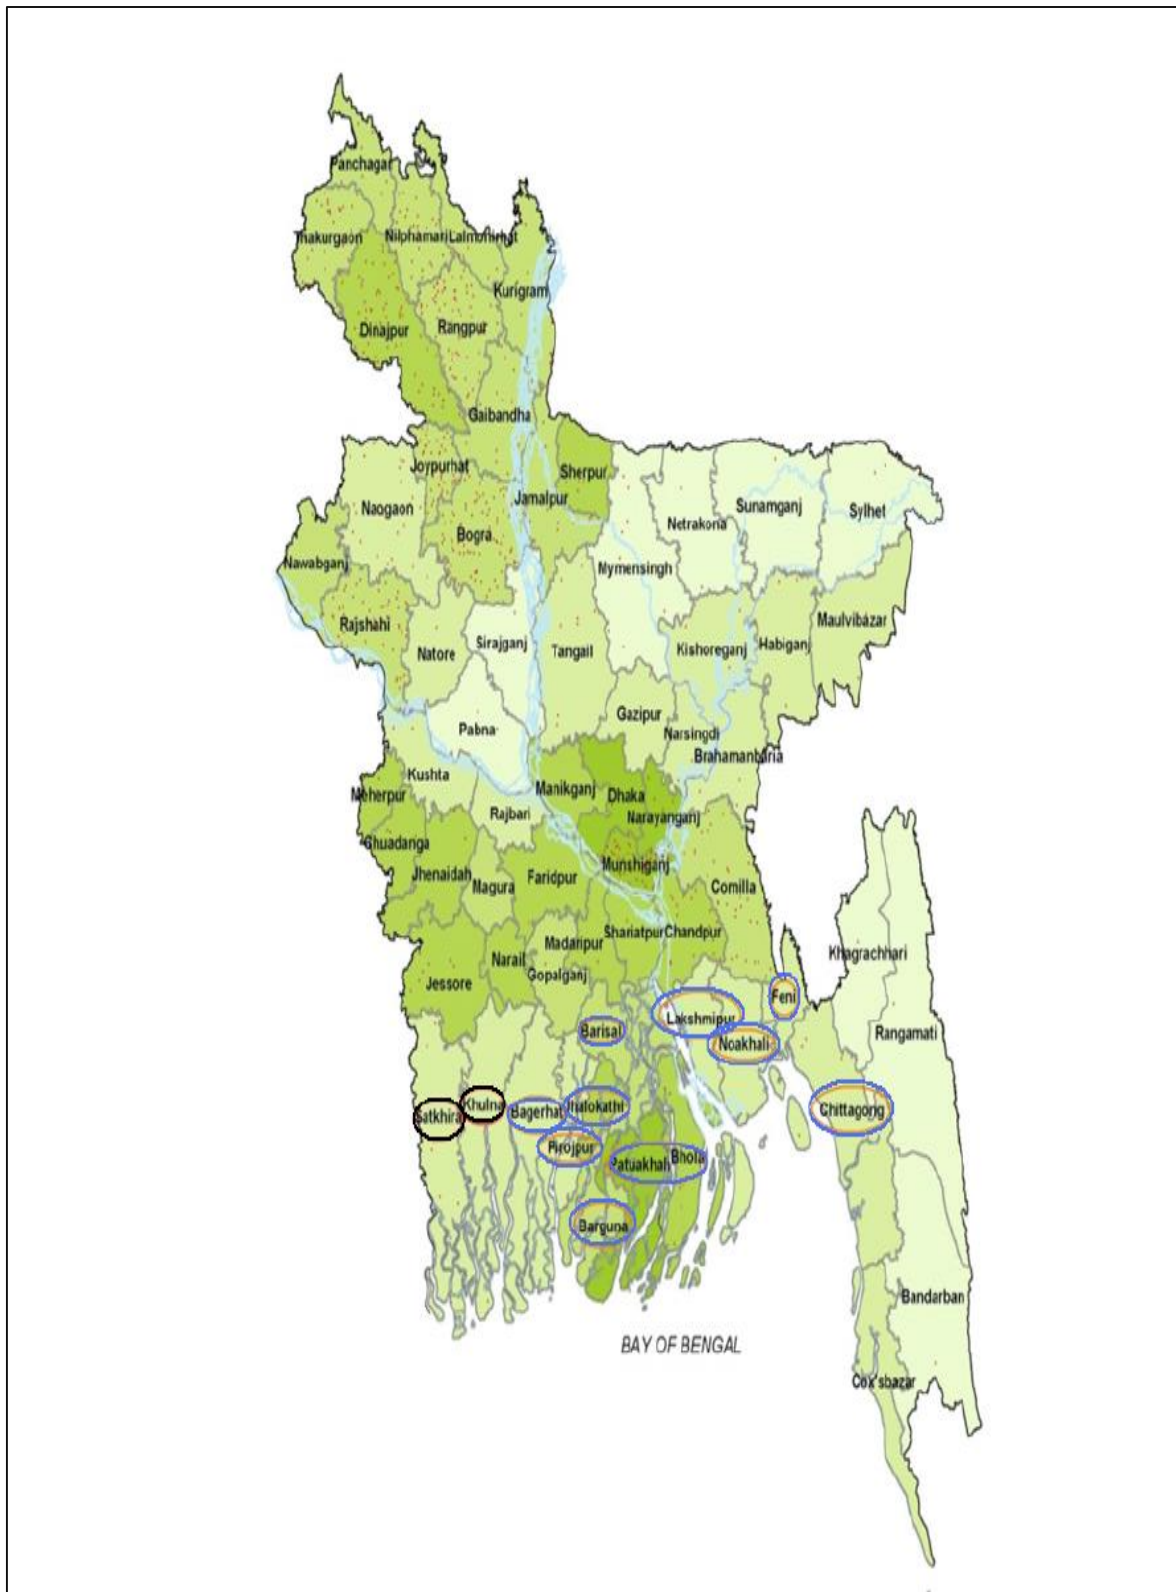 Panchagar
Thakurgaon
Nilphamari
Lalmonirhat
Kurigram
Dinajpur
Rangpur
Gaibandha
Joypurhat
Sherpur
Jamalpur
Naogaon
Bogra
Netrakona
Sunamganj
Sylhet
Nawabganj
Mymensingh
Rajshahi
Natore
Sirajganj
Tangail
Kishoreganj
Habiganj
Maulvibazar
Gazipur
Pabna
Narsingdi
Brahamanbaria
Kushta
Meherpur
Manikganj
Dhaka
Rajbari
Narayanganj
Chuadanga
Jhenaidah
Magura
Faridpur
Munshiganj
Comilla
Shariatpur
Chandpur
Madaripur
Narail
Gopalganj
Jessore
Khagrachhari
Feni
Lakshmipur
Barisal
Noakhali
Rangamati
Satkhira
Khulna
Bagerhat
Jhalokathi
Chittagong
Pirojpur
Patuakhali
Bhola
Barguna
Bandarban
BAY OF BENGAL
Cox'sbazar